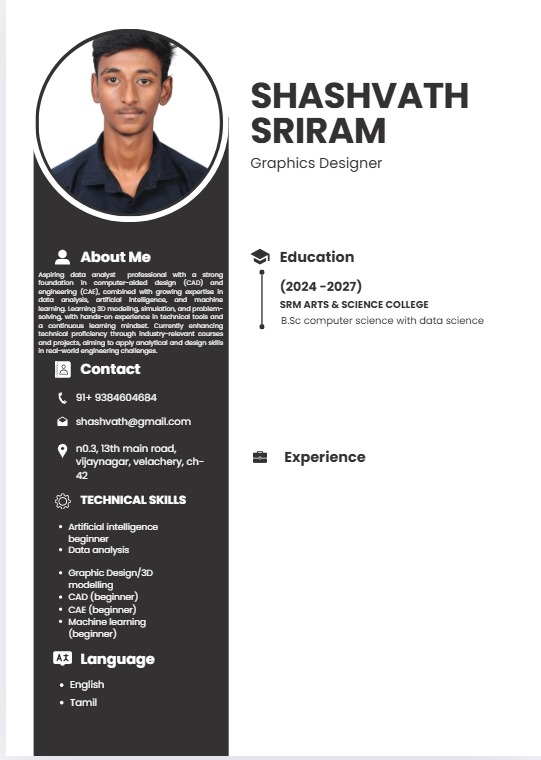 SHASHVATH
SRIRAM
Graphics Designer
About Me
Aspiring data analyst professional with a strong
foundation in computer-aided design (CAD) and
engineering (CAE), combined with growing expertise in
data analysis, artificial intelligence, and machine
learning. Learning 3D modeling, simulation, and problem-
solving, with hands-on experience in technical tools and
a continuous learning mindset. Currently enhancing
technical proficiency through industry-relevant courses
and projects, aiming to apply analytical and design skills
in real-world engineering challenges.
Contact
91+ 9384604684
shashvath@gmail.com
n0.3, 13th main road,
vijaynagar, velachery, ch-
42
TECHNICAL SKILLS
• Artificial intelligence
beginner
• Data analysis
• Graphic Design/3D
modelling
• CAD (beginner)
• CAE (beginner)
• Machine learning
(beginner)
Language
• English
• Tamil
Education
(2024 -2027)
SRM ARTS & SCIENCE COLLEGE
B.Sc computer science with data science
Experience